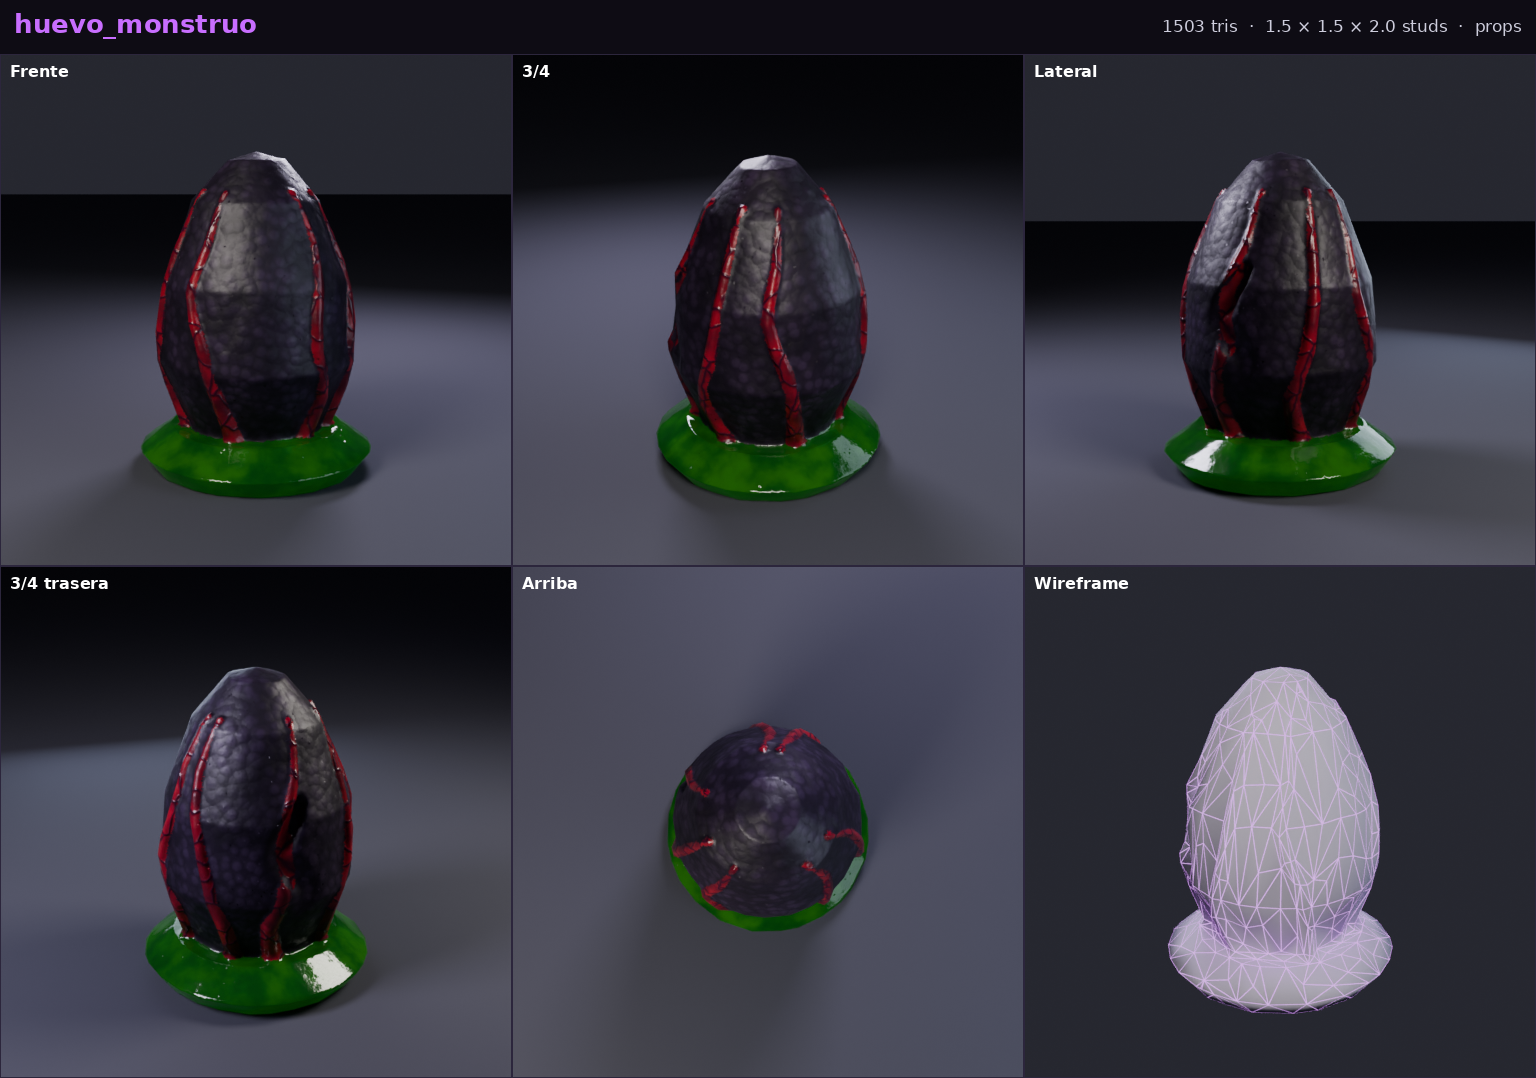 huevo_monstruo
1503 tris · 1.5 × 1.5 × 2.0 studs · props
Frente
3/4
Lateral
3/4 trasera
Arriba
Wireframe